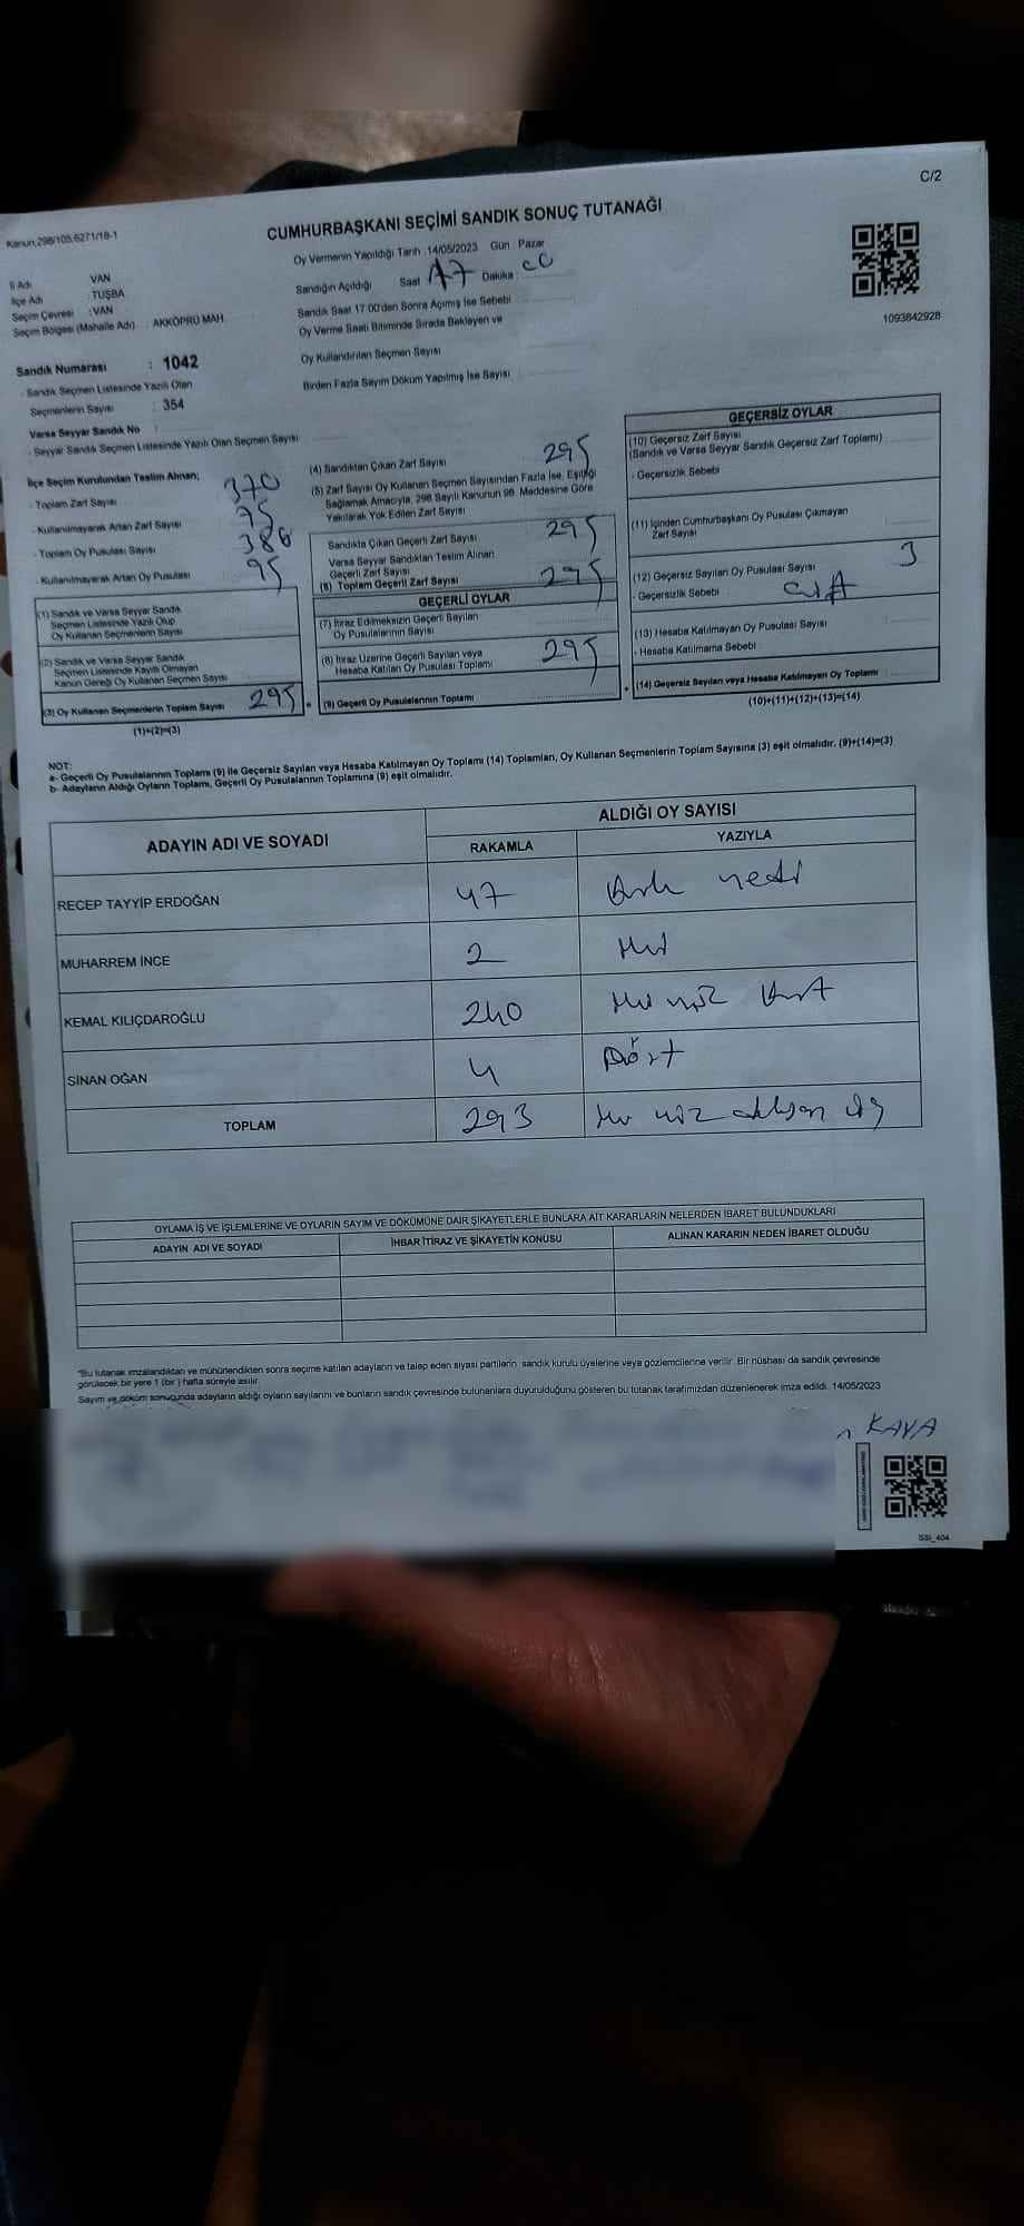 C/2
Kanun,298/105,6271/18-1
CUMHURBAŞKANI SEÇİMİ SANDIK SONUÇ TUTANAĞI
Oy Vermenin Yapıldığı Tarih :14/05/2023 Gün : Pazar
İl Adı : VAN
İlçe Adı : TUŞBA
Seçim Çevresi : VAN
Seçim Bölgesi (Mahalle Adı) : AKKÖPRÜ MAH.
Sandığın Açıldığı Saat 17 Dakika : 00
Sandık Saat 17:00'den Sonra Açılmış İse Sebebi
Oy Verme Saati Bitiminde Sırada Bekleyen ve
Oy Kullandırılan Seçmen Sayısı
Birden Fazla Sayım Döküm Yapılmış İse Sayısı
1093842928
Sandık Numarası : 1042
- Sandık Seçmen Listesinde Yazılı Olan
Seçmenlerin Sayısı : 354
Varsa Seyyar Sandık No :
- Seyyar Sandık Seçmen Listesinde Yazılı Olan Seçmen Sayısı
İlçe Seçim Kurulundan Teslim Alınan;
- Toplam Zarf Sayısı 370
- Kullanılmayarak Artan Zarf Sayısı 75
- Toplam Oy Pusulası Sayısı 386
- Kullanılmayarak Artan Oy Pusulası 95
(1) Sandık ve Varsa Seyyar Sandık
Seçmen Listesinde Yazılı Olup
Oy Kullanan Seçmenlerin Sayısı
(2) Sandık ve Varsa Seyyar Sandık
Seçmen Listesinde Kayıtlı Olmayan
Kanun Gereği Oy Kullanan Seçmen Sayısı
(3) Oy Kullanan Seçmenlerin Toplam Sayısı 295
(1)+(2)=(3)
(4) Sandıktan Çıkan Zarf Sayısı 295
(5) Zarf Sayısı Oy Kullanan Seçmen Sayısından Fazla İse, Eşitliği
Sağlamak Amacıyla, 298 Sayılı Kanunun 98. Maddesine Göre
Yakılarak Yok Edilen Zarf Sayısı
Sandıkta Çıkan Geçerli Zarf Sayısı 295
Varsa Seyyar Sandıktan Teslim Alınan
Geçerli Zarf Sayısı
(6) Toplam Geçerli Zarf Sayısı 295
GEÇERLİ OYLAR
(7) İtiraz Edilmeksizin Geçerli Sayılan
Oy Pusulalarının Sayısı
(8) İtiraz Üzerine Geçerli Sayılan veya
Hesaba Katılan Oy Pusulası Toplamı 295
(9) Geçerli Oy Pusulalarının Toplamı
GEÇERSİZ OYLAR
(10) Geçersiz Zarf Sayısı
(Sandık ve Varsa Seyyar Sandık Geçersiz Zarf Toplamı)
- Geçersizlik Sebebi
(11) İçinden Cumhurbaşkanı Oy Pusulası Çıkmayan
Zarf Sayısı
(12) Geçersiz Sayılan Oy Pusulası Sayısı 3
- Geçersizlik Sebebi
(13) Hesaba Katılmayan Oy Pusulası Sayısı
- Hesaba Katılmama Sebebi
(14) Geçersiz Sayılan veya Hesaba Katılmayan Oy Toplamı
(10)+(11)+(12)+(13)=(14)
NOT:
a- Geçerli Oy Pusulalarının Toplamı (9) ile Geçersiz Sayılan veya Hesaba Katılmayan Oy Toplamı (14) Toplamları, Oy Kullanan Seçmenlerin Toplam Sayısına (3) eşit olmalıdır. (9)+(14)=(3)
b- Adayların Aldığı Oyların Toplamı, Geçerli Oy Pusulalarının Toplamına (9) eşit olmalıdır.
ADAYIN ADI VE SOYADI
ALDIĞI OY SAYISI
RAKAMLA YAZIYLA
RECEP TAYYİP ERDOĞAN 47 kırk yedi
MUHARREM İNCE 2 iki
KEMAL KILIÇDAROĞLU 240 iki yüz kırk
SİNAN OĞAN 4 Dört
TOPLAM 293 iki yüz doksan üç
OYLAMA İŞ VE İŞLEMLERİNE VE OYLARIN SAYIM VE DÖKÜMÜNE DAİR ŞİKAYETLERLE BUNLARA AİT KARARLARIN NELERDEN İBARET BULUNDUKLARI
ADAYIN ADI VE SOYADI İHBAR İTİRAZ VE ŞİKAYETİN KONUSU ALINAN KARARIN NEDEN İBARET OLDUĞU
*Bu tutanak imzalandıktan ve mühürlendikten sonra seçime katılan adayların ve talep eden siyasi partilerin sandık kurulu üyelerine veya gözlemcilerine verilir. Bir nüshası da sandık çevresinde
görülecek bir yere 1 (bir) hafta süreyle asılır.
Sayım ve döküm sonucunda adayların aldığı oyların sayılarını ve bunların sandık çevresinde bulunanlara duyurulduğunu gösteren bu tutanak tarafımızdan düzenlenerek imza edildi. 14/05/2023
KAYA